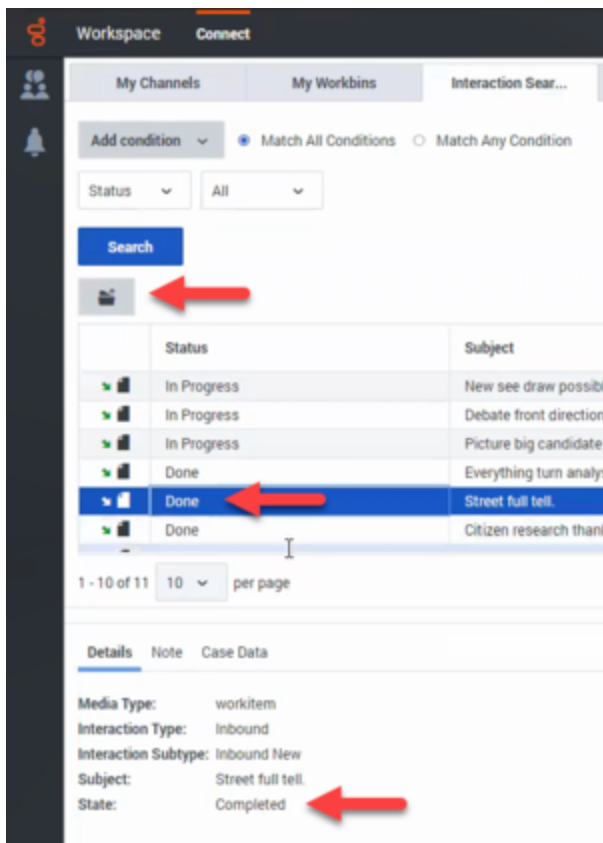 Workspace Connect
My Channels My Workbins Interaction Sear...
Add condition Match All Conditions Match Any Condition
Status All
Search
Status Subject
In Progress New see draw possibl
In Progress Debate front direction
In Progress Picture big candidate
Done Everything turn analys
Done Street full tell.
Done Citizen research thank
1 - 10 of 11 10 per page
Details Note Case Data
Media Type: workitem
Interaction Type: Inbound
Interaction Subtype: Inbound New
Subject: Street full tell.
State: Completed